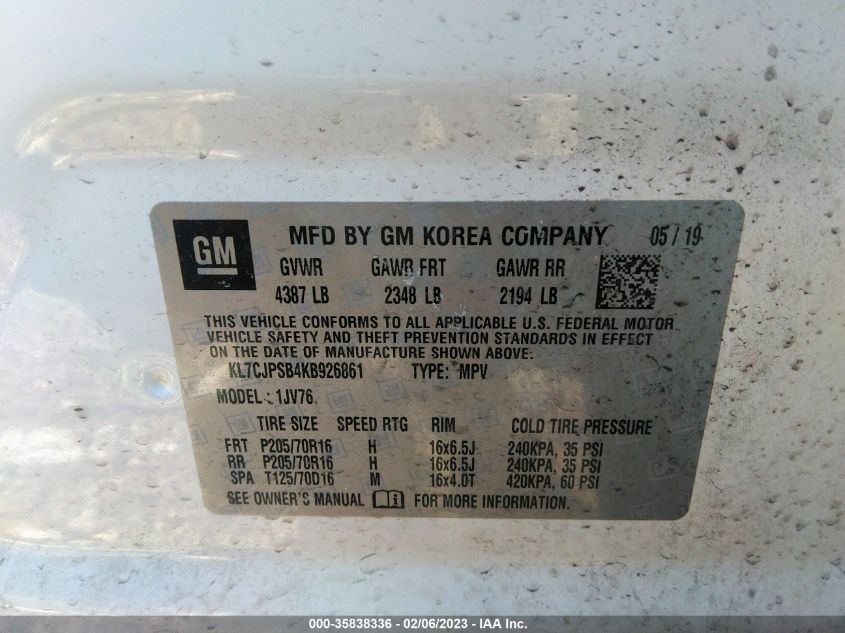 GM MFD BY GM KOREA COMPANY 05 / 19
GVWR GAWR FRT GAWR RR
4387 LB 2348 LB 2194 LB
THIS VEHICLE CONFORMS TO ALL APPLICABLE U.S. FEDERAL MOTOR
VEHICLE SAFETY AND THEFT PREVENTION STANDARDS IN EFFECT
ON THE DATE OF MANUFACTURE SHOWN ABOVE.
KL7CJPSB4KB926861 TYPE: MPV
MODEL: 1JV76
TIRE SIZE SPEED RTG RIM COLD TIRE PRESSURE
FRT P205/70R16 H 16x6.5J 240KPA, 35 PSI
RR P205/70R16 H 16x6.5J 240KPA, 35 PSI
SPA T125/70D16 M 16x4.0T 420KPA, 60 PSI
SEE OWNER'S MANUAL FOR MORE INFORMATION.
000-35838336 - 02/06/2023 - IAA Inc.